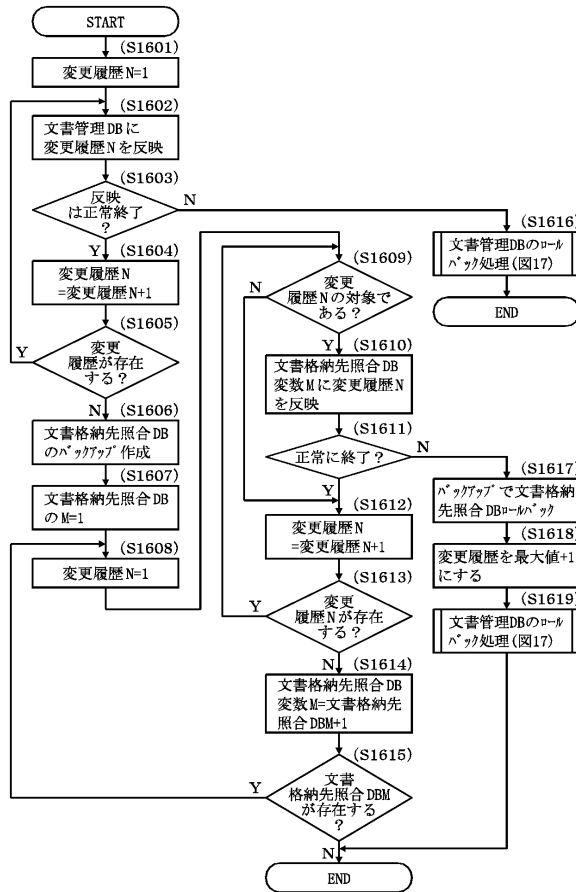 START
(S1601)
変更履歴N=1
(S1602)
文書管理DBに
変更履歴Nを反映
(S1603)
反映
は正常終了
?
N
Y
(S1604)
変更履歴N
=変更履歴N+1
(S1605)
変更
履歴が存在
する?
Y
N
(S1606)
文書格納先照合DB
のバックアップ作成
(S1607)
文書格納先照合DB
のM=1
(S1608)
変更履歴N=1
(S1609)
変更
履歴Nの対象で
ある?
N
Y
(S1610)
文書格納先照合DB
変数Mに変更履歴N
を反映
(S1611)
正常に終了?
N
Y
(S1612)
変更履歴N
=変更履歴N+1
(S1613)
変更
履歴Nが存在
する?
Y
N
(S1614)
文書格納先照合DB
変数M=文書格納先
照合DBM+1
(S1615)
文書
格納先照合DBM
が存在する
?
Y
N
END
(S1616)
文書管理DBのロール
バック処理(図17)
END
(S1617)
バックアップで文書格納
先照合DBロールバック
(S1618)
変更履歴を最大値+1
にする
(S1619)
文書管理DBのロール
バック処理(図17)